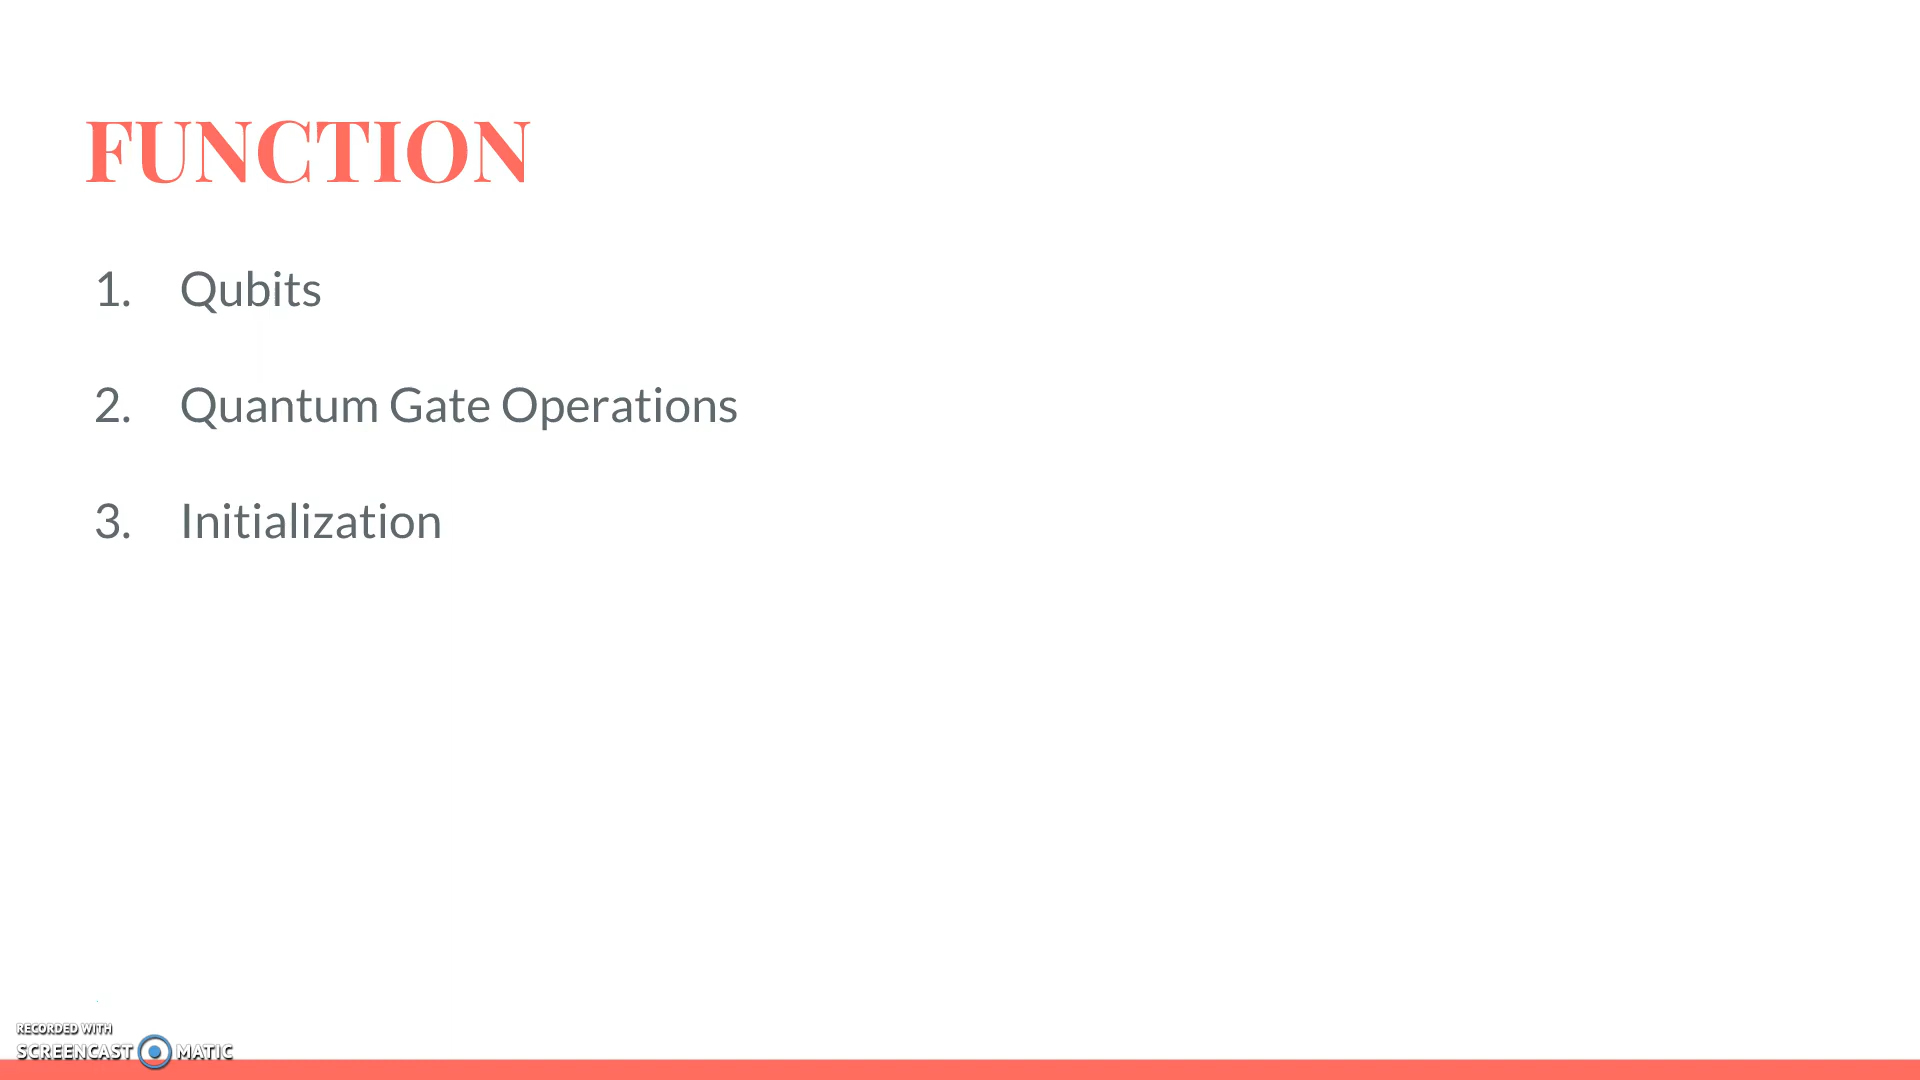 FUNCTION
1. Qubits
2. Quantum Gate Operations
3. Initialization
RECORDED WITH
SCREENCAST MATIC